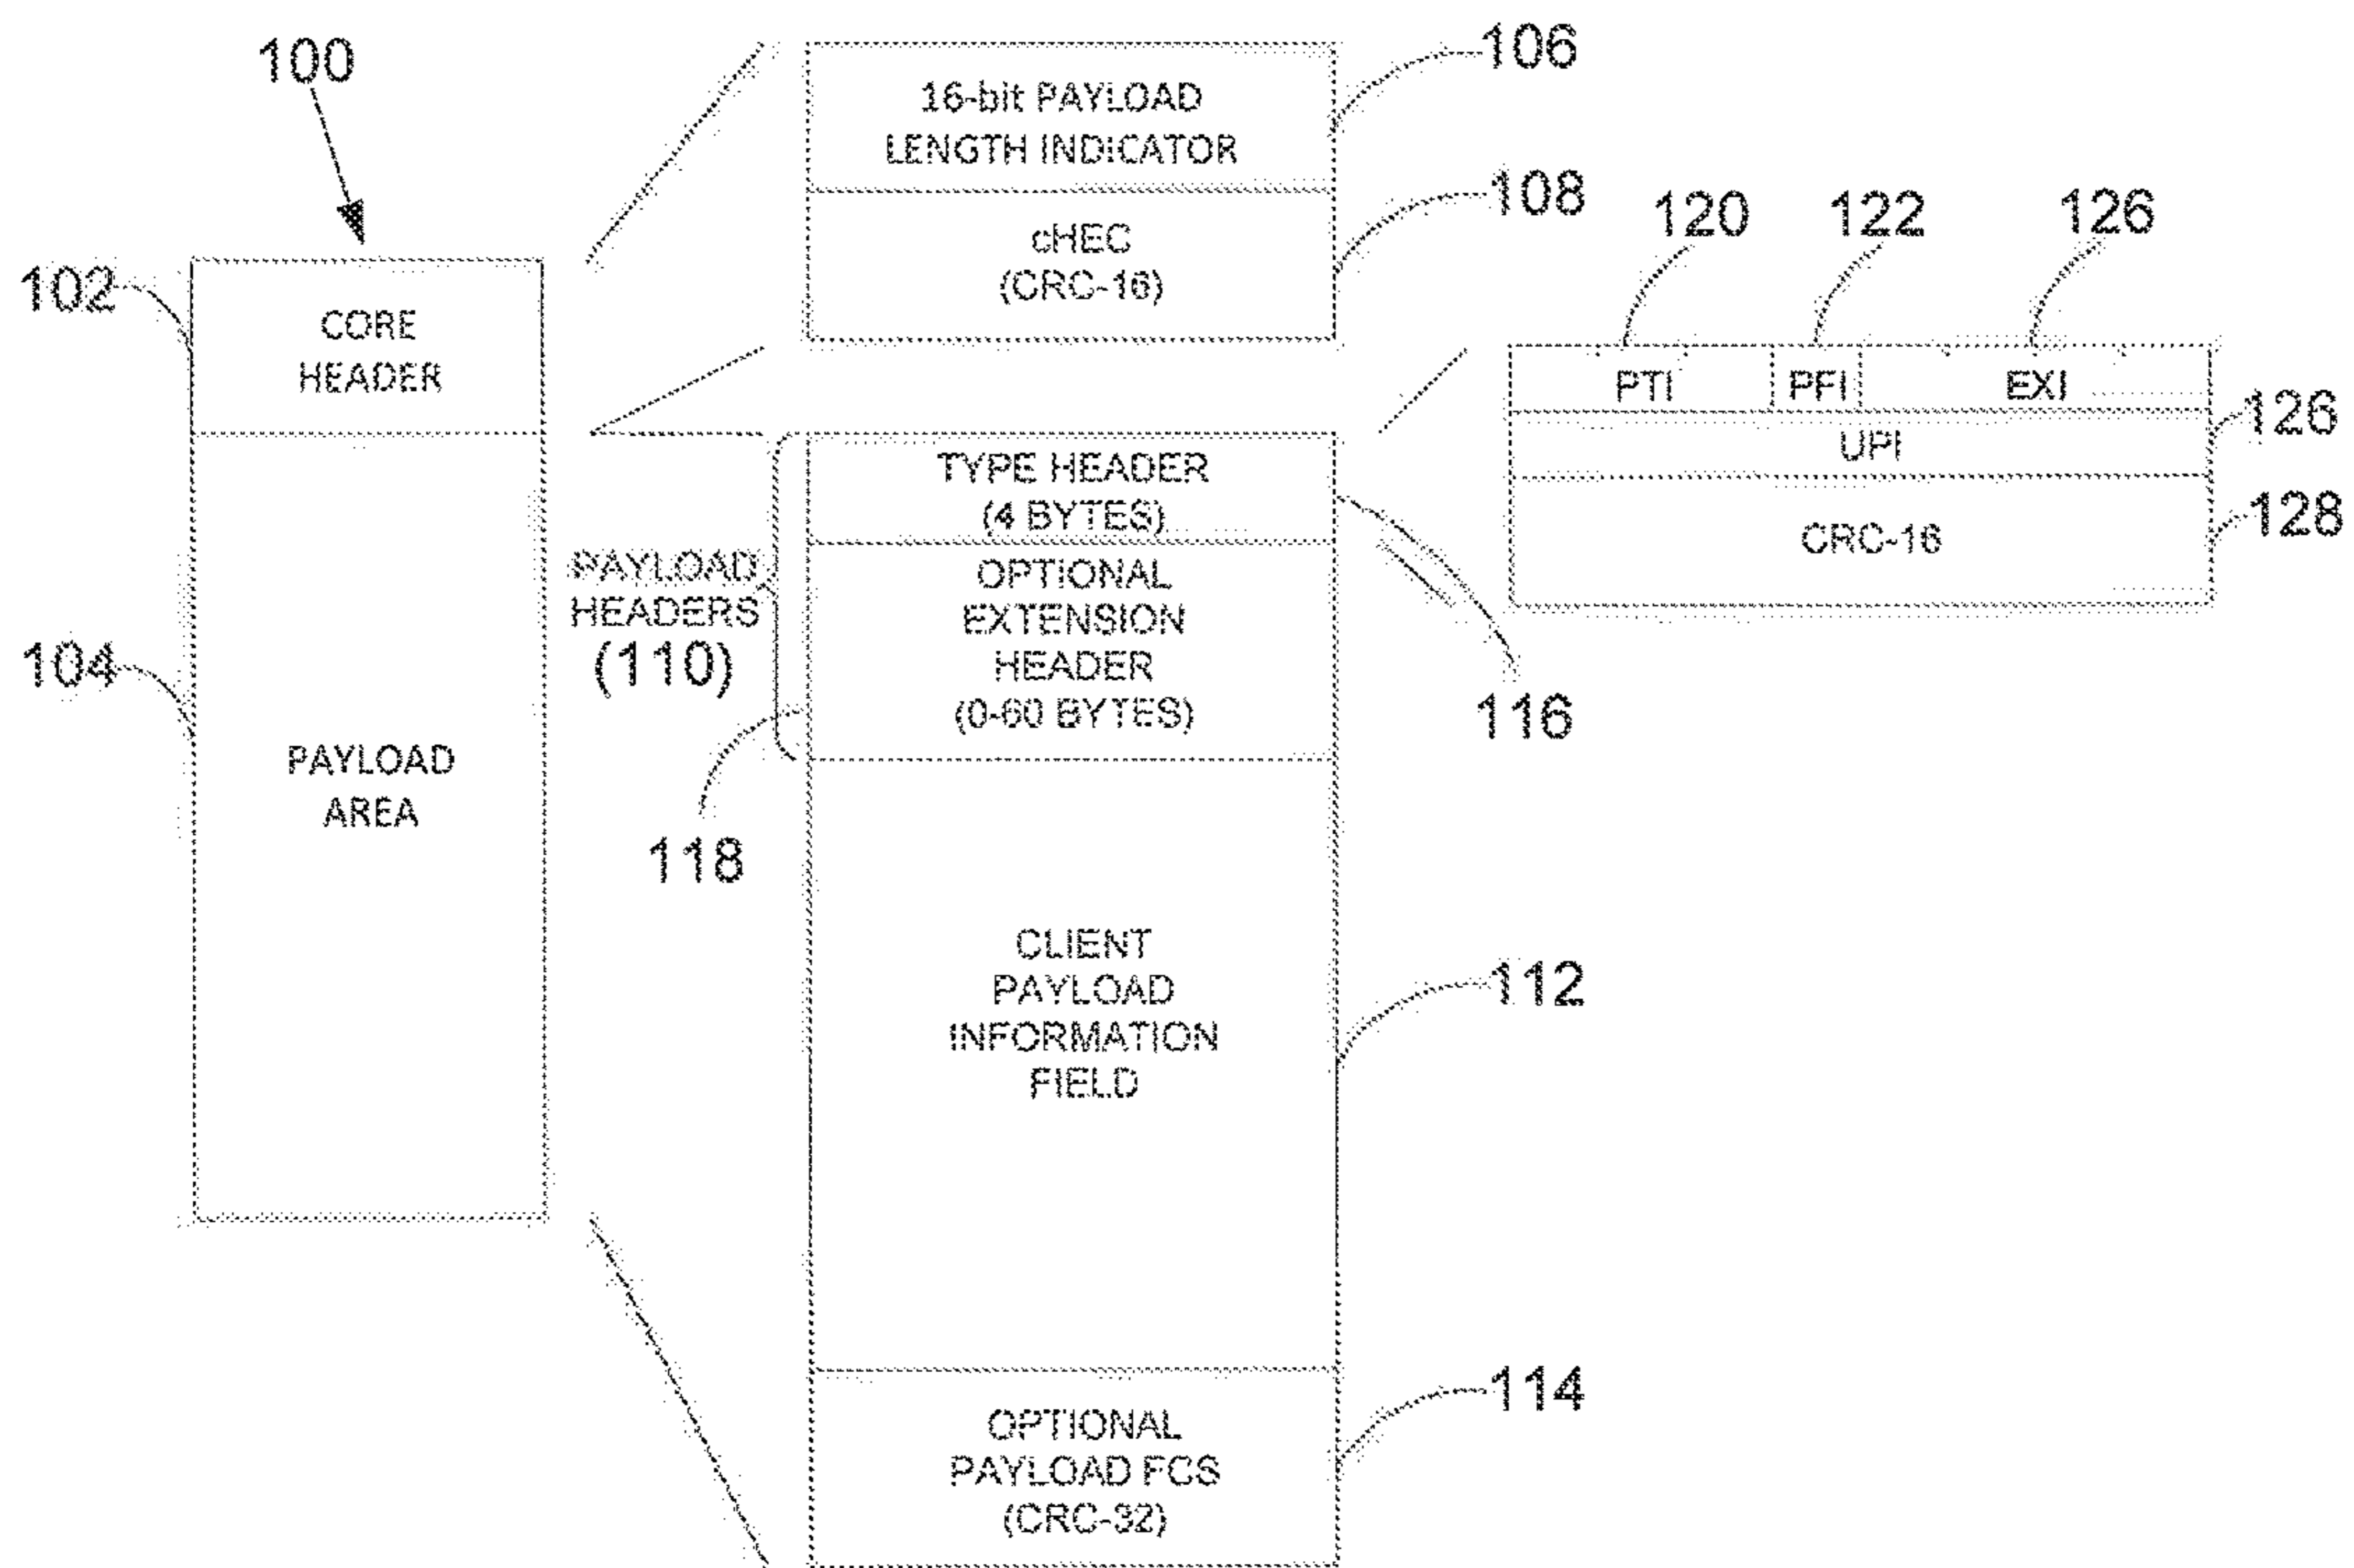 100
102
CORE
HEADER
104
PAYLOAD
AREA
106
16-bit PAYLOAD
LENGTH INDICATOR
108
cHEC
(CRC-16)
PAYLOAD
HEADERS
(110)
TYPE HEADER
(4 BYTES)
116
OPTIONAL
EXTENSION
HEADER
(0-60 BYTES)
118
CLIENT
PAYLOAD
INFORMATION
FIELD
112
OPTIONAL
PAYLOAD FCS
(CRC-32)
114
120 122 126
PTI PFI EXI
UPI
126
CRC-16
128